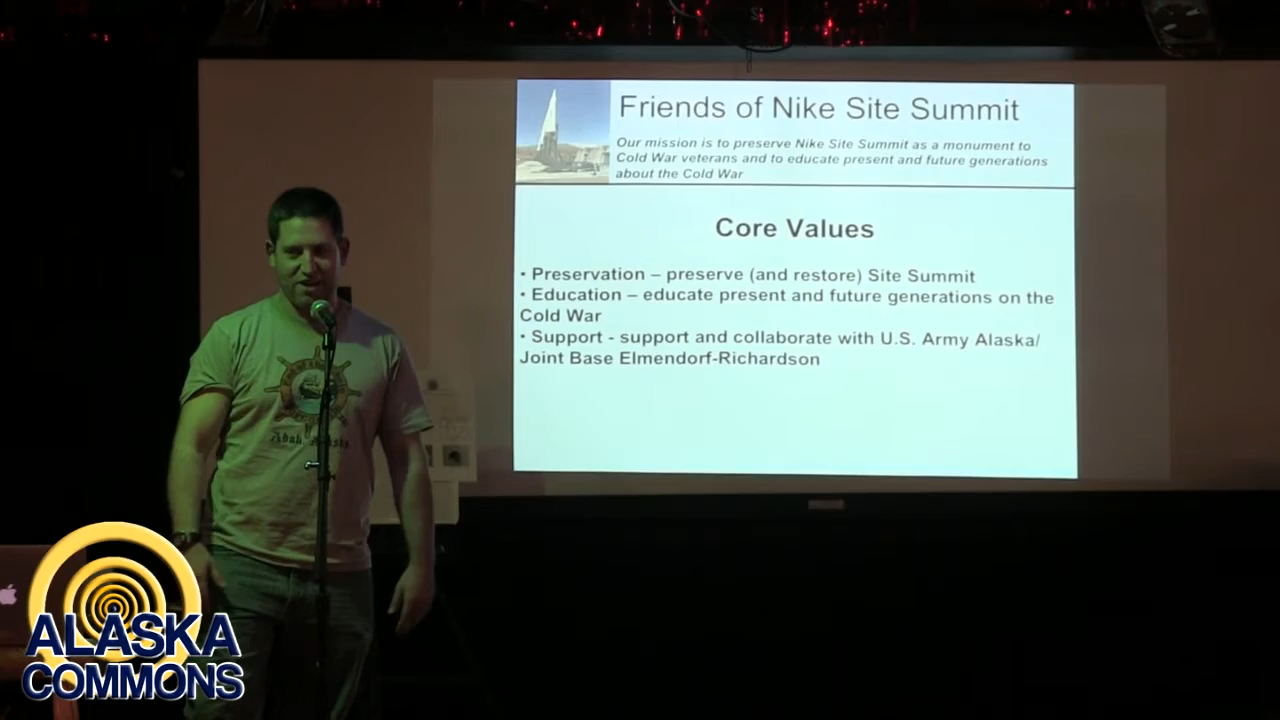 Friends of Nike Site Summit
Our mission is to preserve Nike Site Summit as a monument to
Cold War veterans and to educate present and future generations
about the Cold War
Core Values
• Preservation – preserve (and restore) Site Summit
• Education – educate present and future generations on the
Cold War
• Support - support and collaborate with U.S. Army Alaska/
Joint Base Elmendorf-Richardson
Adak, Alaska
ALASKA
COMMONS